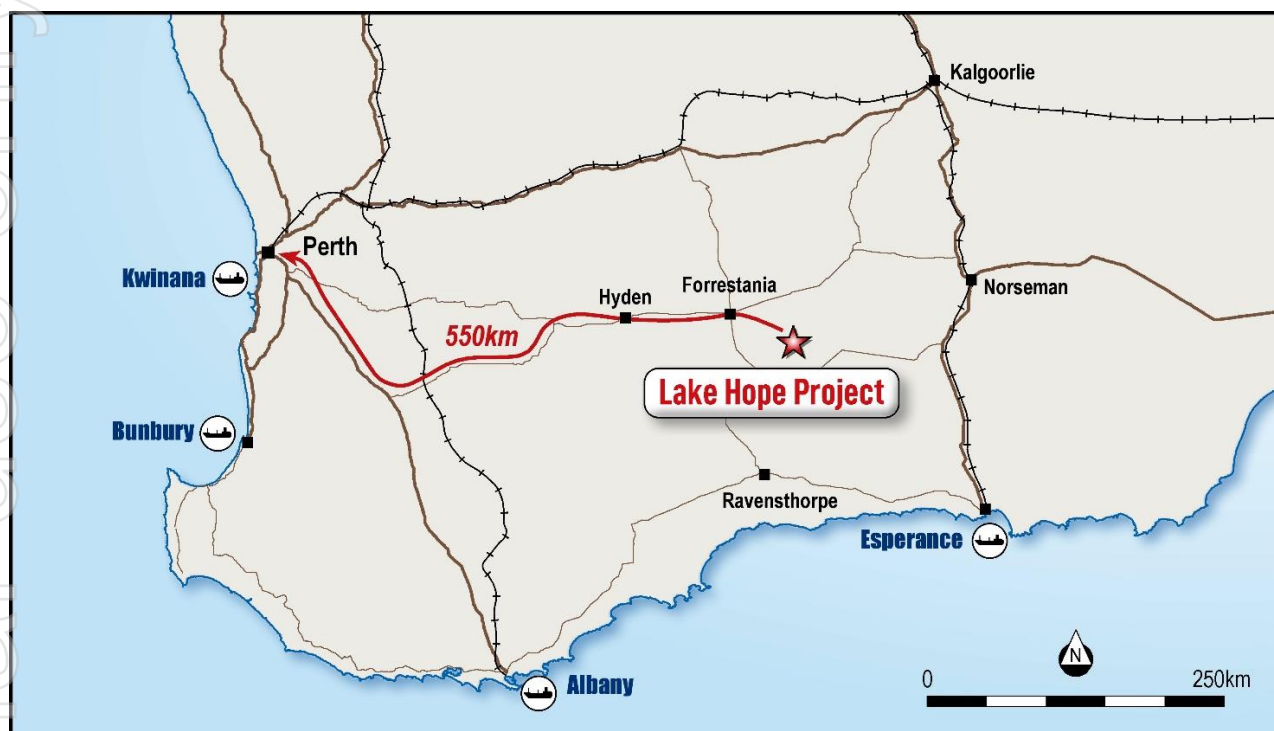 Kalgoorlie
Perth
Kwinana
Hyden
Forrestania
Norseman
550km
Lake Hope Project
Bunbury
Ravensthorpe
Esperance
Albany
N
0
250km